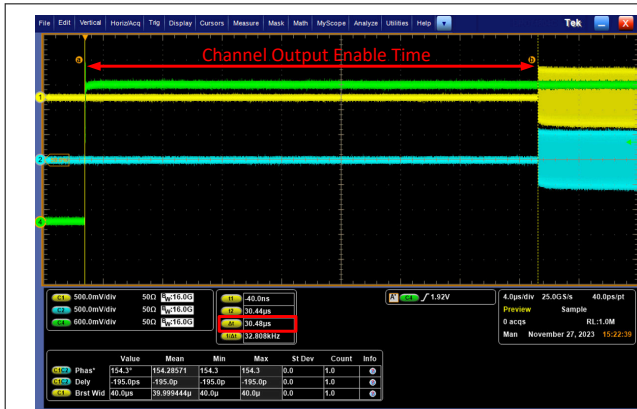 File Edit Vertical Horiz/Acq Trig Display Cursors Measure Mask Math MyScope Analyze Utilities Help Tek X
Channel Output Enable Time
a b
1
2
4
C1 500.0mV/div 50Ω BW:16.0G
C2 500.0mV/div 50Ω BW:16.0G
C4 600.0mV/div 50Ω BW:16.0G
t1 -40.0ns
t2 30.44µs
Δt 30.48µs
1/Δt 32.808kHz
A' C4 1.92V
4.0µs/div 25.0GS/s 40.0ps/pt
Preview Sample
0 acqs RL:1.0M
Man November 27, 2023 15:22:39
Value Mean Min Max St Dev Count Info
C1C2 Phas* 154.3° 154.28571 154.3 154.3 0.0 1.0
C1C2 Dely -195.0ps -195.0p -195.0p -195.0p 0.0 1.0
C1 Brst Wid 40.0µs 39.999444µ 40.0µ 40.0µ 0.0 1.0